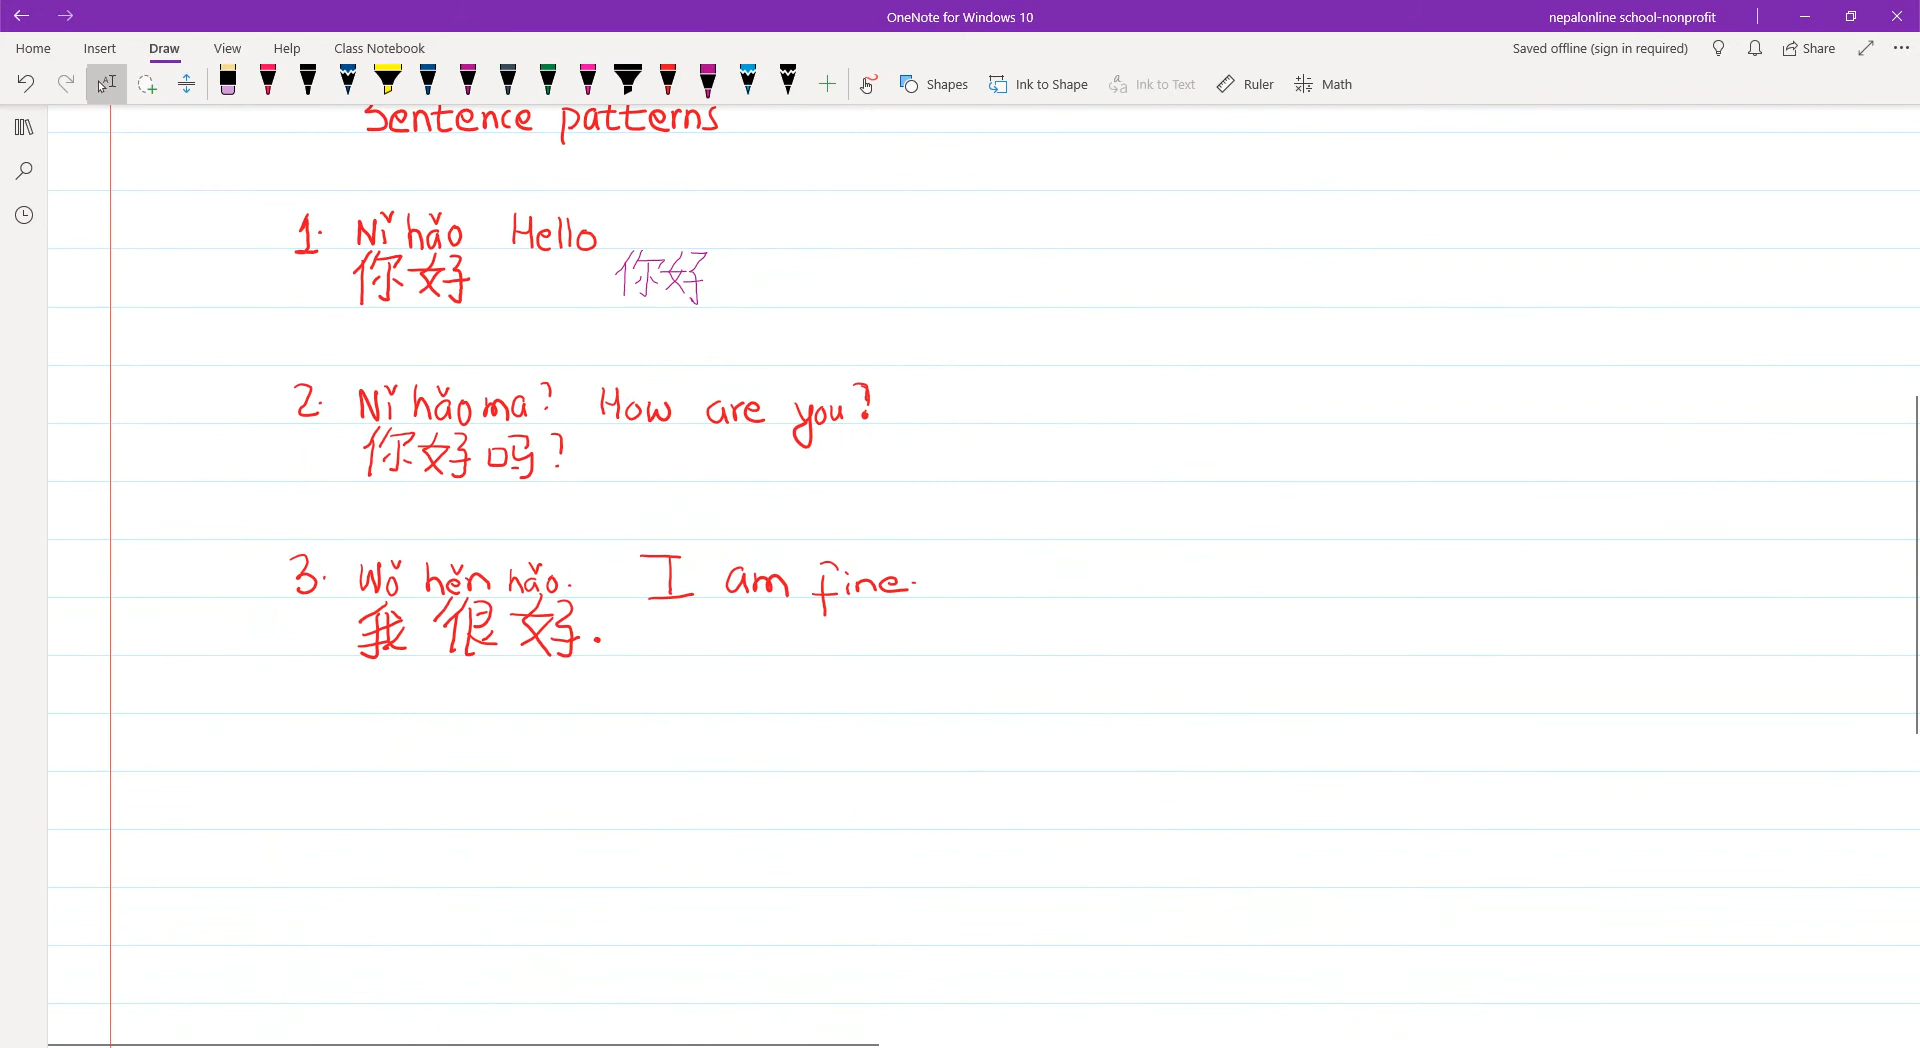 OneNote for Windows 10
nepalonline school-nonprofit
Home Insert Draw View Help Class Notebook
Saved offline (sign in required) Share
Shapes Ink to Shape Ink to Text Ruler Math
Sentence patterns
1. Nǐ hǎo Hello
你好 你好
2. Nǐ hǎo ma? How are you?
你好吗?
3. Wǒ hěn hǎo. I am fine.
我很好.